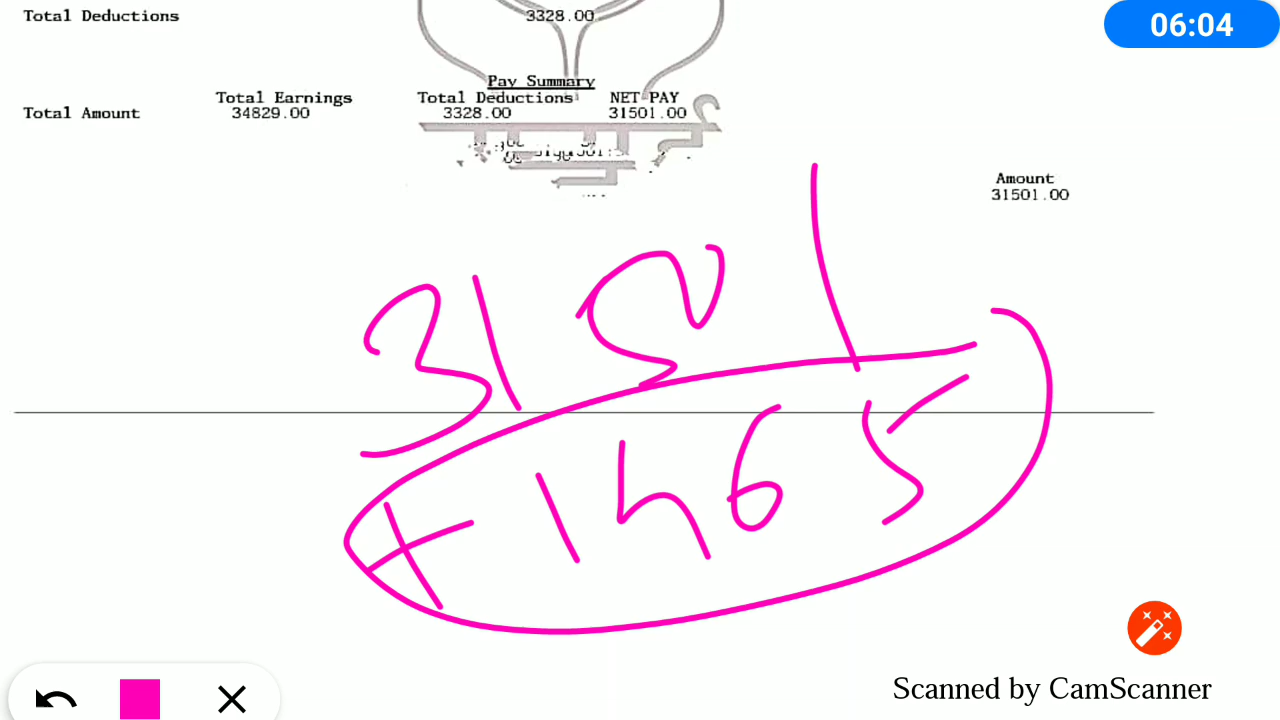 06:04
Total Deductions 3328.00
Pay Summary
Total Earnings Total Deductions NET PAY
Total Amount 34829.00 3328.00 31501.00
Amount
31501.00
31501
+1465
Scanned by CamScanner